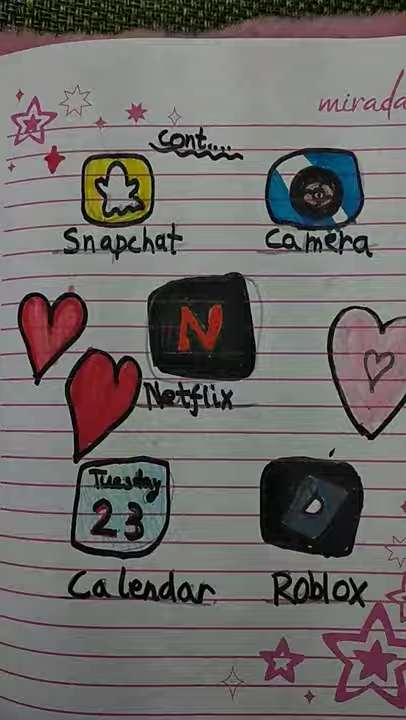 mirada
cont....
Snapchat
Camera
N
Netflix
Tuesday
23
Calendar
Roblox